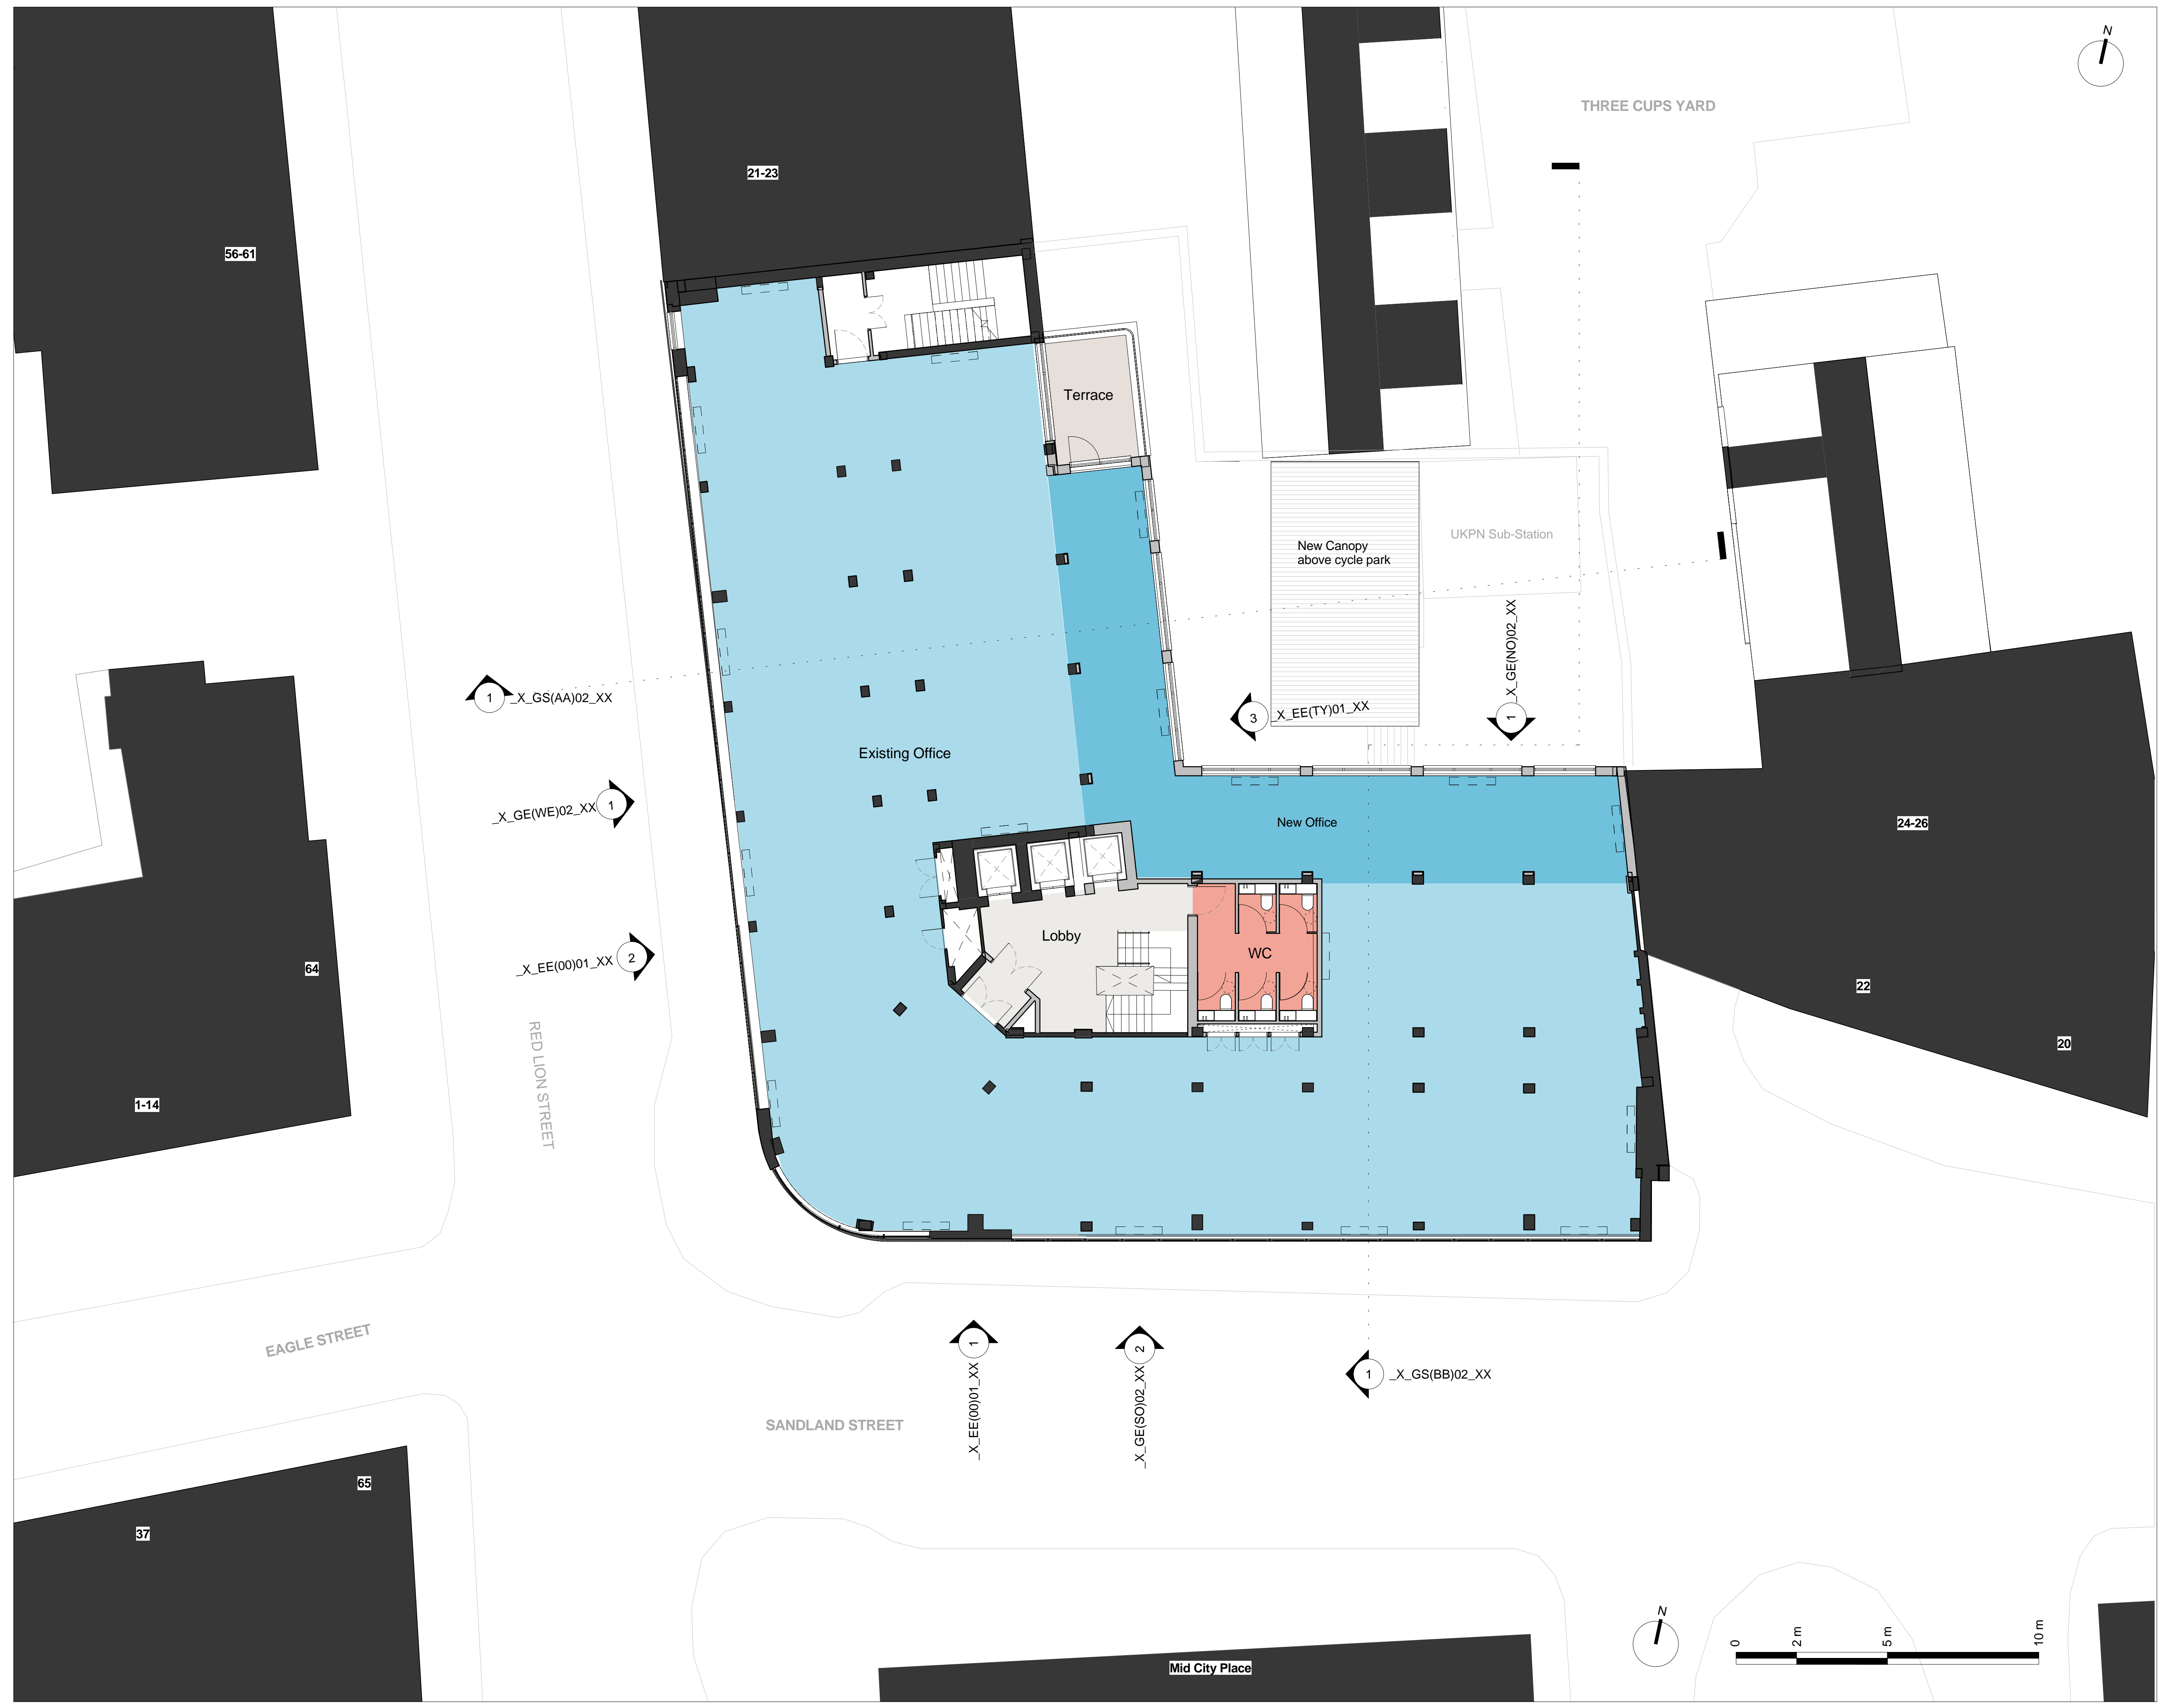 N
THREE CUPS YARD
21-23
56-61
Terrace
UKPN Sub-Station
New Canopy
above cycle park
_X_GE(NO)02_XX
1
1
_X_GS(AA)02_XX
3
_X_EE(TY)01_XX
Existing Office
_X_GE(WE)02_XX
1
New Office
24-26
Lobby
WC
_X_EE(00)01_XX
2
64
22
20
RED LION STREET
1-14
EAGLE STREET
1
_X_EE(00)01_XX
2
_X_GE(SO)02_XX
1
_X_GS(BB)02_XX
SANDLAND STREET
65
37
Mid City Place
N
0
2 m
5 m
10 m